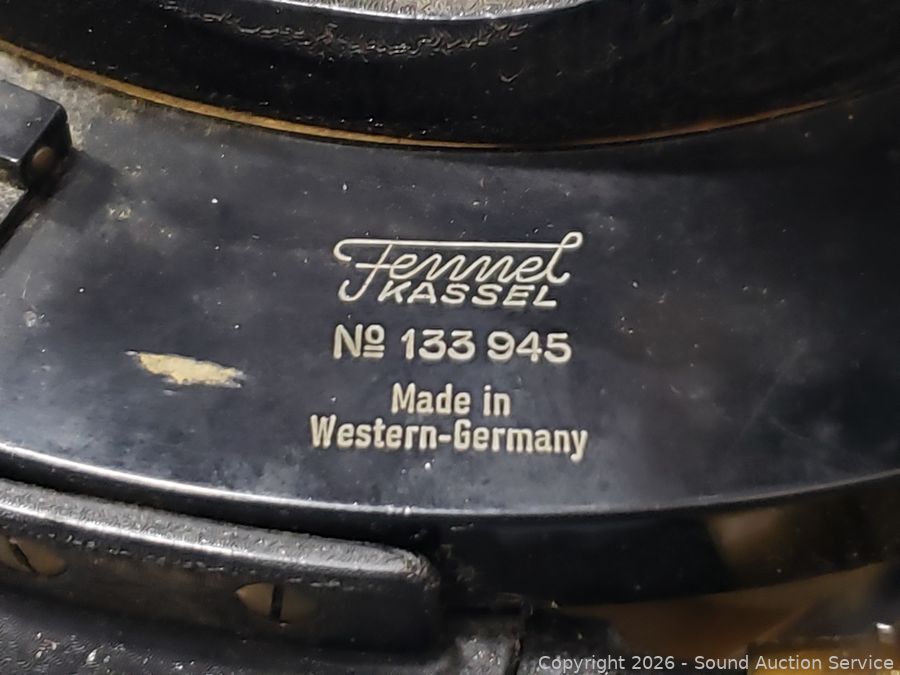 Fennel
KASSEL
Nº 133 945
Made in
Western-Germany
Copyright © 2026 - Sound Auction Service